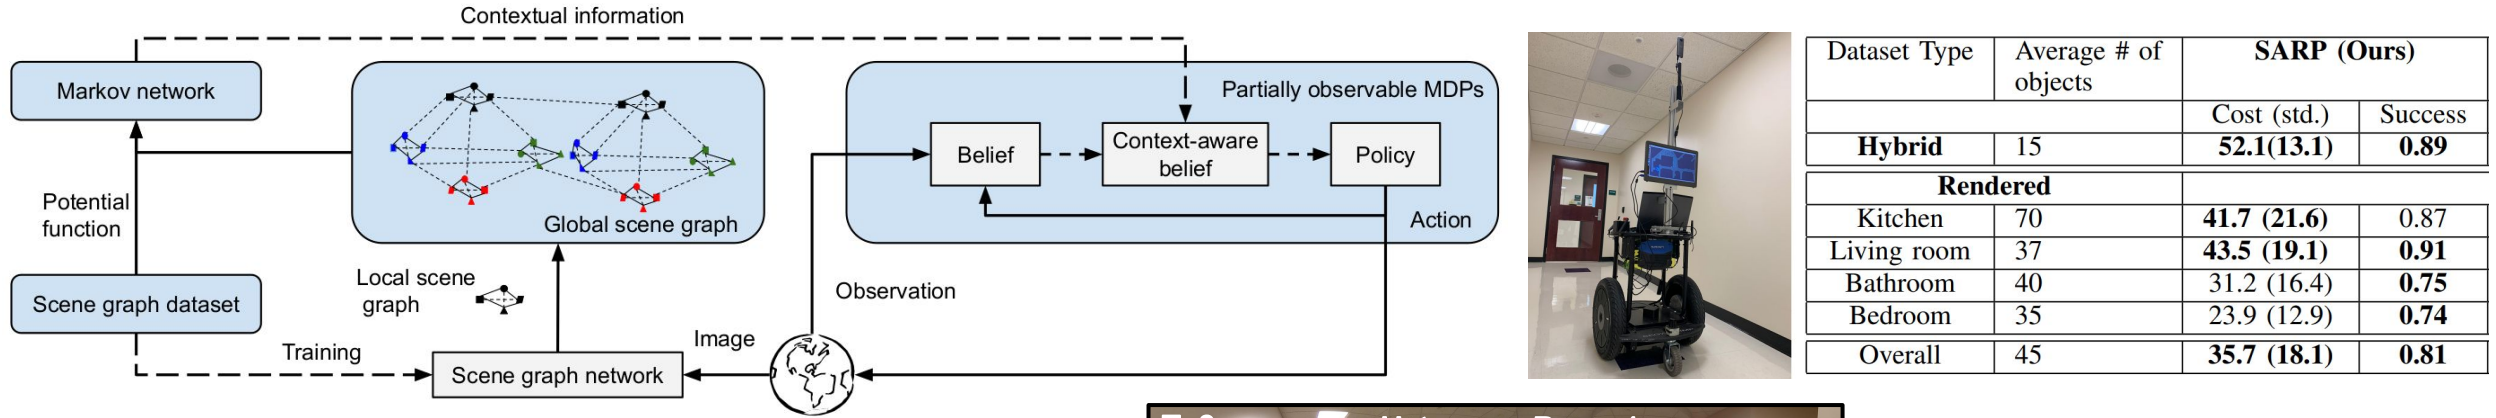 Contextual information
Markov network
Potential
function
Scene graph dataset
Training
Global scene graph
Local scene
graph
Scene graph network
Image
Observation
Partially observable MDPs
Belief
Context-aware
belief
Policy
Action
Dataset Type | Average # of objects | SARP (Ours)
Cost (std.) | Success
Hybrid | 15 | 52.1(13.1) | 0.89
Rendered
Kitchen | 70 | 41.7 (21.6) | 0.87
Living room | 37 | 43.5 (19.1) | 0.91
Bathroom | 40 | 31.2 (16.4) | 0.75
Bedroom | 35 | 23.9 (12.9) | 0.74
Overall | 45 | 35.7 (18.1) | 0.81